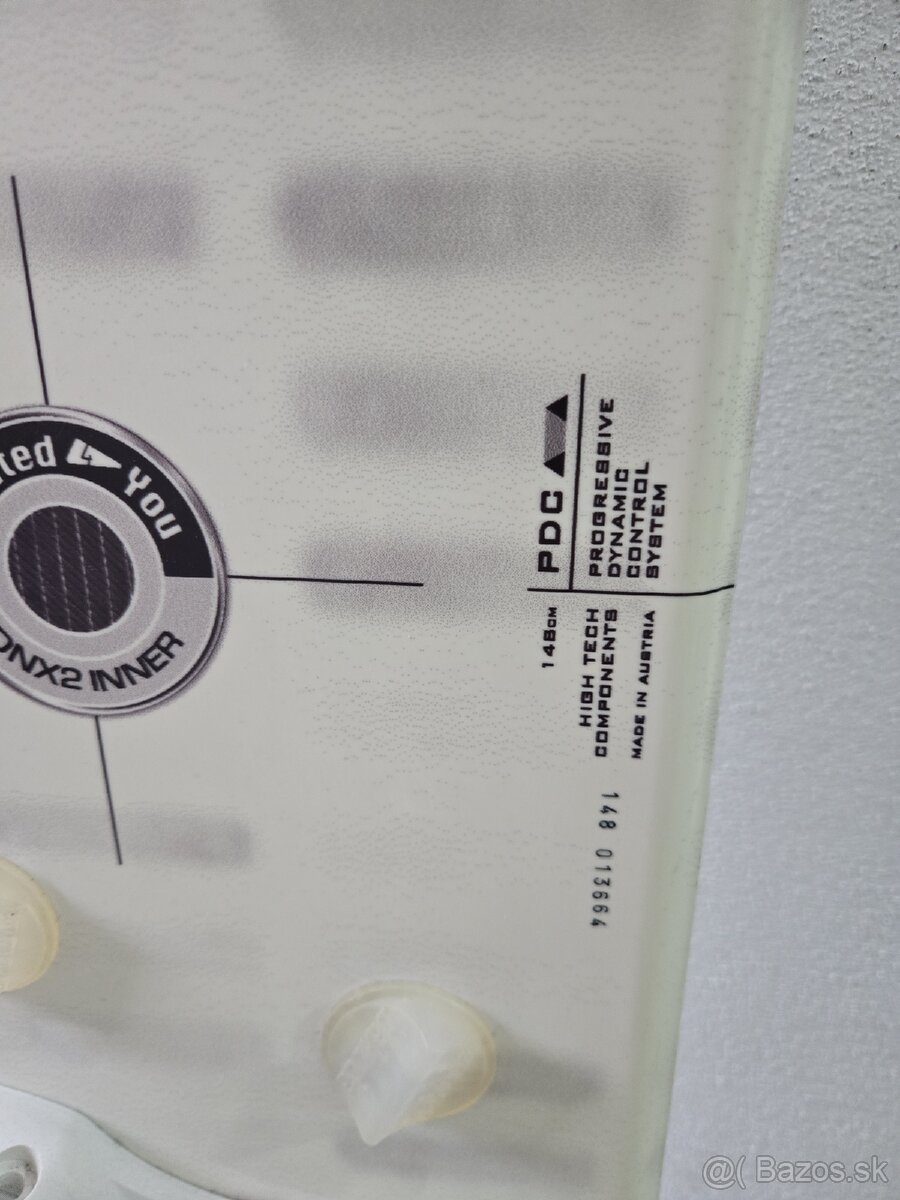 ted
You
DNX2 INNER
PDC
PROGRESSIVE
DYNAMIC
CONTROL
SYSTEM
148CM
HIGH TECH
COMPONENTS
MADE IN AUSTRIA
148 013664
@( Bazos.sk